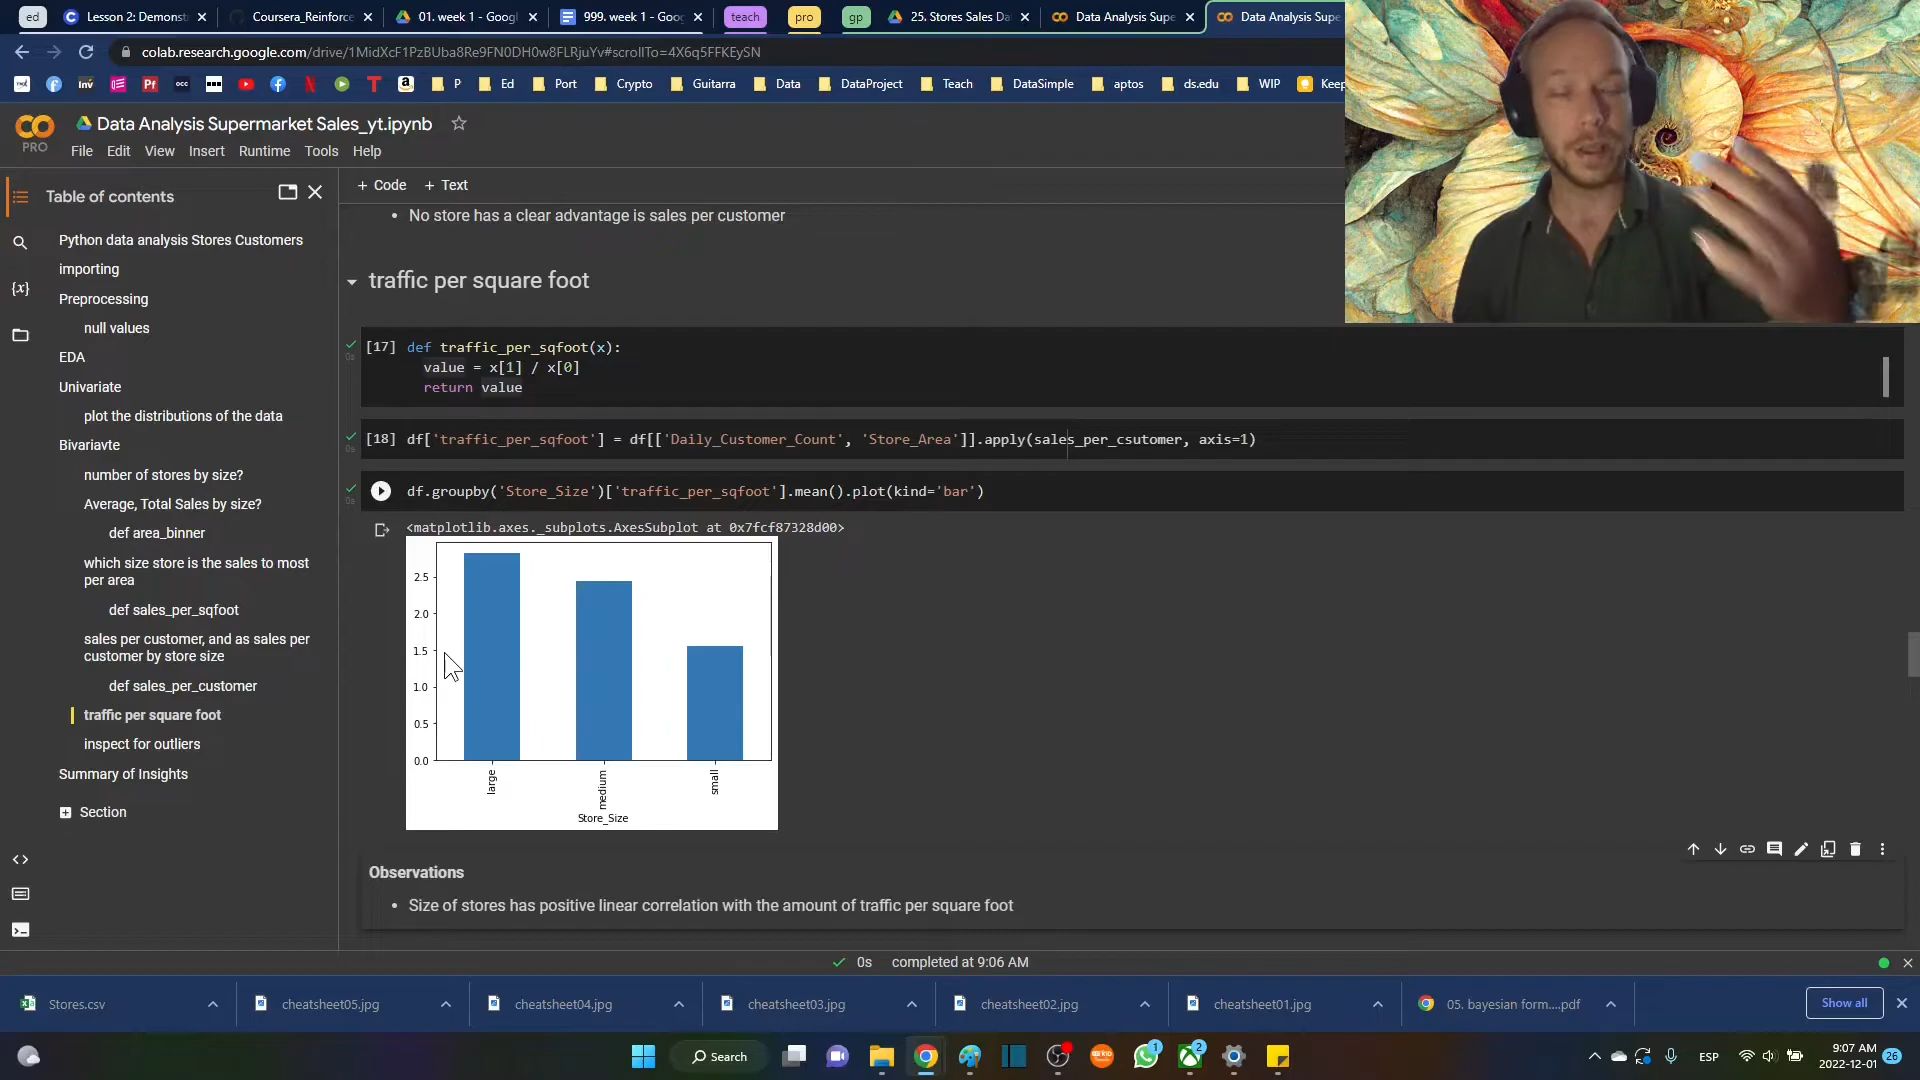 ed
Lesson 2: Demonst
Coursera_Reinforce
01. week 1 - Googl
999. week 1 - Goog
teach
pro
gp
25. Stores Sales Da
Data Analysis Supe
Data Analysis Supe
colab.research.google.com/drive/1MidXcF1PzBUba8Re9FN0DH0w8FLRjuYv#scrollTo=4X6q5FFKEySN
P
Ed
Port
Crypto
Guitarra
Data
DataProject
Teach
DataSimple
aptos
ds.edu
WIP
Keep
PRO
Data Analysis Supermarket Sales_yt.ipynb
File Edit View Insert Runtime Tools Help
Table of contents
Python data analysis Stores Customers
importing
Preprocessing
null values
EDA
Univariate
plot the distributions of the data
Bivariavte
number of stores by size?
Average, Total Sales by size?
def area_binner
which size store is the sales to most
per area
def sales_per_sqfoot
sales per customer, and as sales per
customer by store size
def sales_per_customer
traffic per square foot
inspect for outliers
Summary of Insights
Section
+ Code + Text
• No store has a clear advantage is sales per customer
traffic per square foot
[17] def traffic_per_sqfoot(x):
value = x[1] / x[0]
return value
[18] df['traffic_per_sqfoot'] = df[['Daily_Customer_Count', 'Store_Area']].apply(sales_per_csutomer, axis=1)
df.groupby('Store_Size')['traffic_per_sqfoot'].mean().plot(kind='bar')
<matplotlib.axes._subplots.AxesSubplot at 0x7fcf87328d00>
2.5
2.0
1.5
1.0
0.5
0.0
large
medium
small
Store_Size
Observations
• Size of stores has positive linear correlation with the amount of traffic per square foot
0s completed at 9:06 AM
Stores.csv
cheatsheet05.jpg
cheatsheet04.jpg
cheatsheet03.jpg
cheatsheet02.jpg
cheatsheet01.jpg
05. bayesian form....pdf
Show all
Search
1
2
ESP
9:07 AM
2022-12-01
26